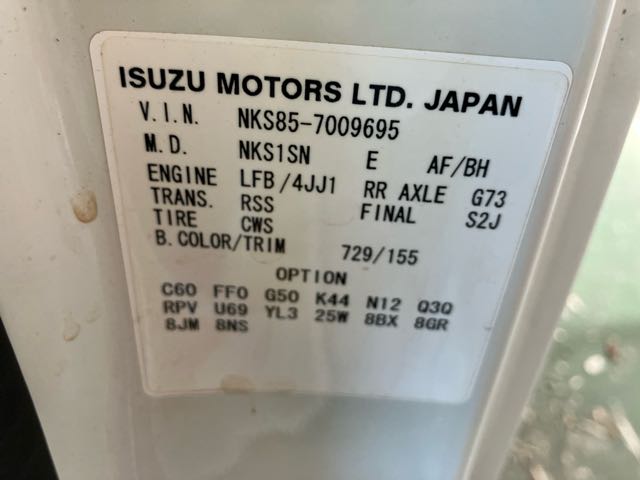 ISUZU MOTORS LTD. JAPAN
V.I.N. NKS85-7009695
M.D. NKS1SN E AF/BH
ENGINE LFB/4JJ1 RR AXLE G73
TRANS. RSS FINAL S2J
TIRE CWS
B.COLOR/TRIM 729/155
OPTION
C60 FF0 G50 K44 N12 Q3Q
RPV U69 YL3 25W 8BX 8GR
8JM 8NS